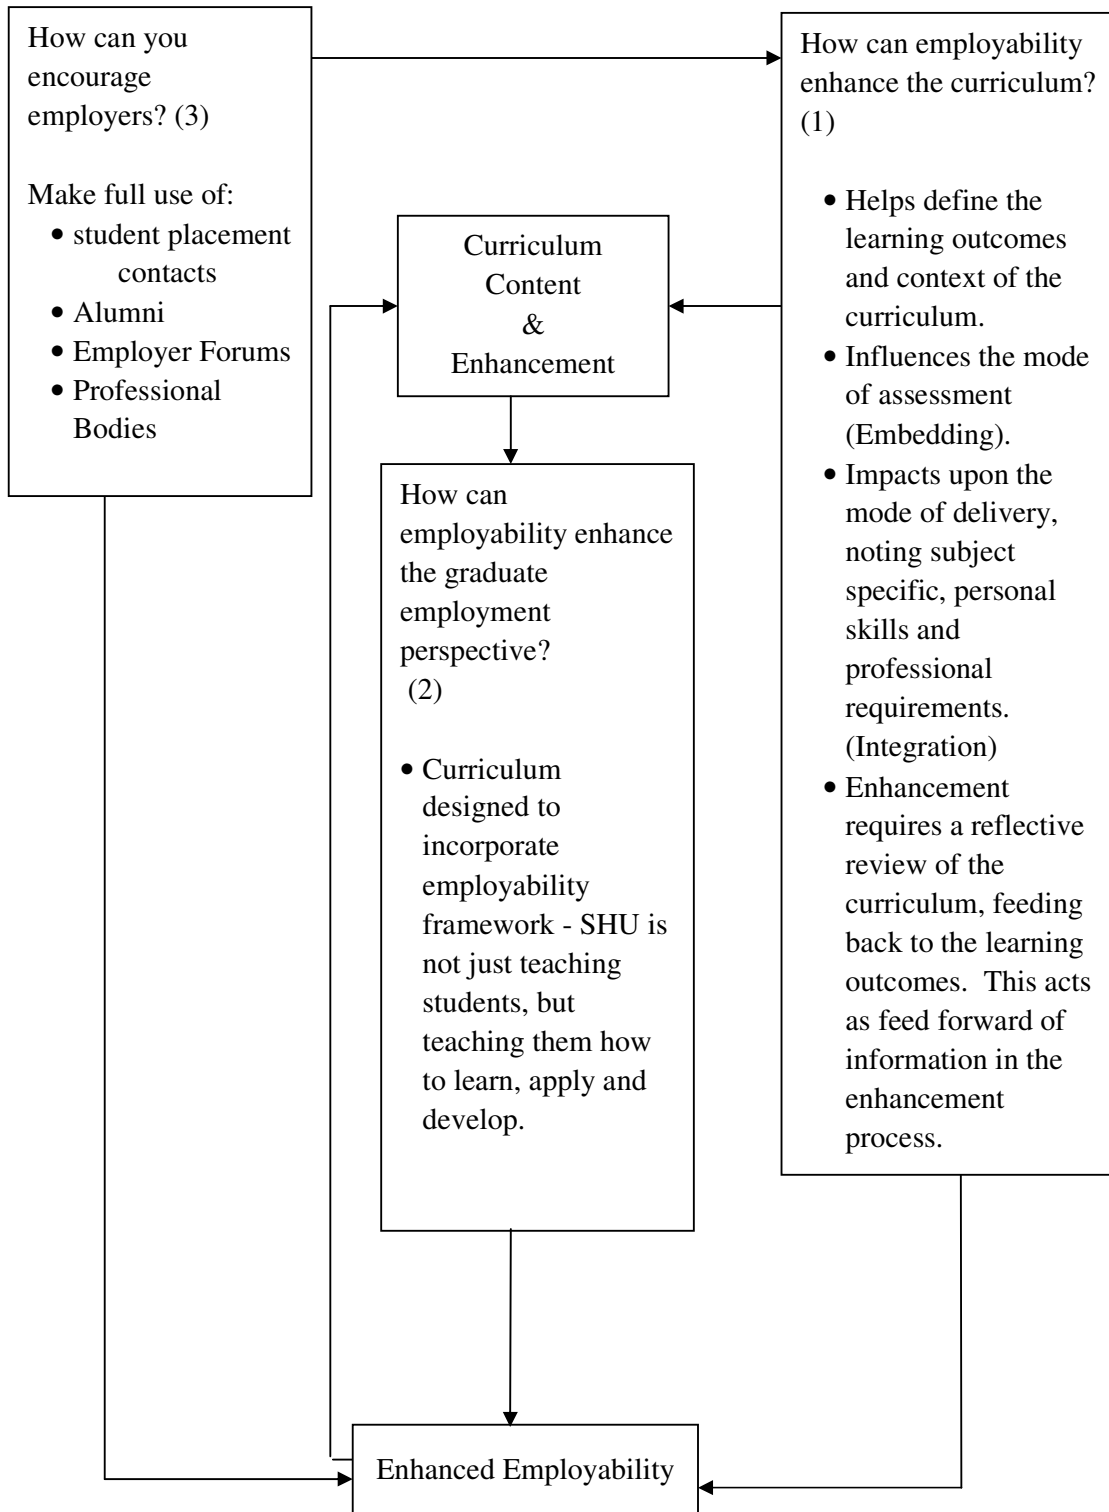 How can you
encourage
employers? (3)
Make full use of:
• student placement
contacts
• Alumni
• Employer Forums
• Professional
Bodies
Curriculum
Content
&
Enhancement
How can
employability enhance
the graduate
employment
perspective?
(2)
• Curriculum
designed to
incorporate
employability
framework - SHU is
not just teaching
students, but
teaching them how
to learn, apply and
develop.
How can employability
enhance the curriculum?
(1)
• Helps define the
learning outcomes
and context of the
curriculum.
• Influences the mode
of assessment
(Embedding).
• Impacts upon the
mode of delivery,
noting subject
specific, personal
skills and
professional
requirements.
(Integration)
• Enhancement
requires a reflective
review of the
curriculum, feeding
back to the learning
outcomes.  This acts
as feed forward of
information in the
enhancement
process.
Enhanced Employability